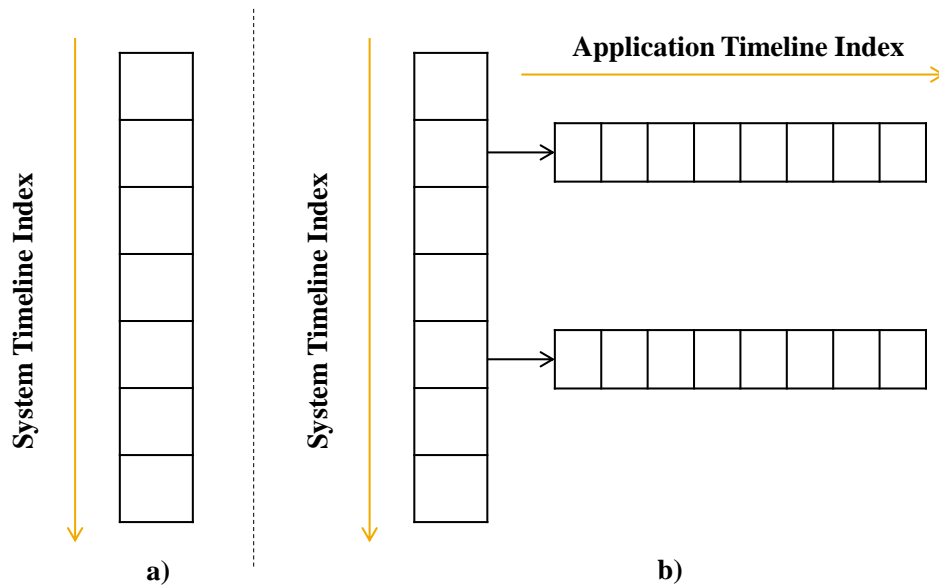 System Timeline Index
a)
System Timeline Index
Application Timeline Index
b)